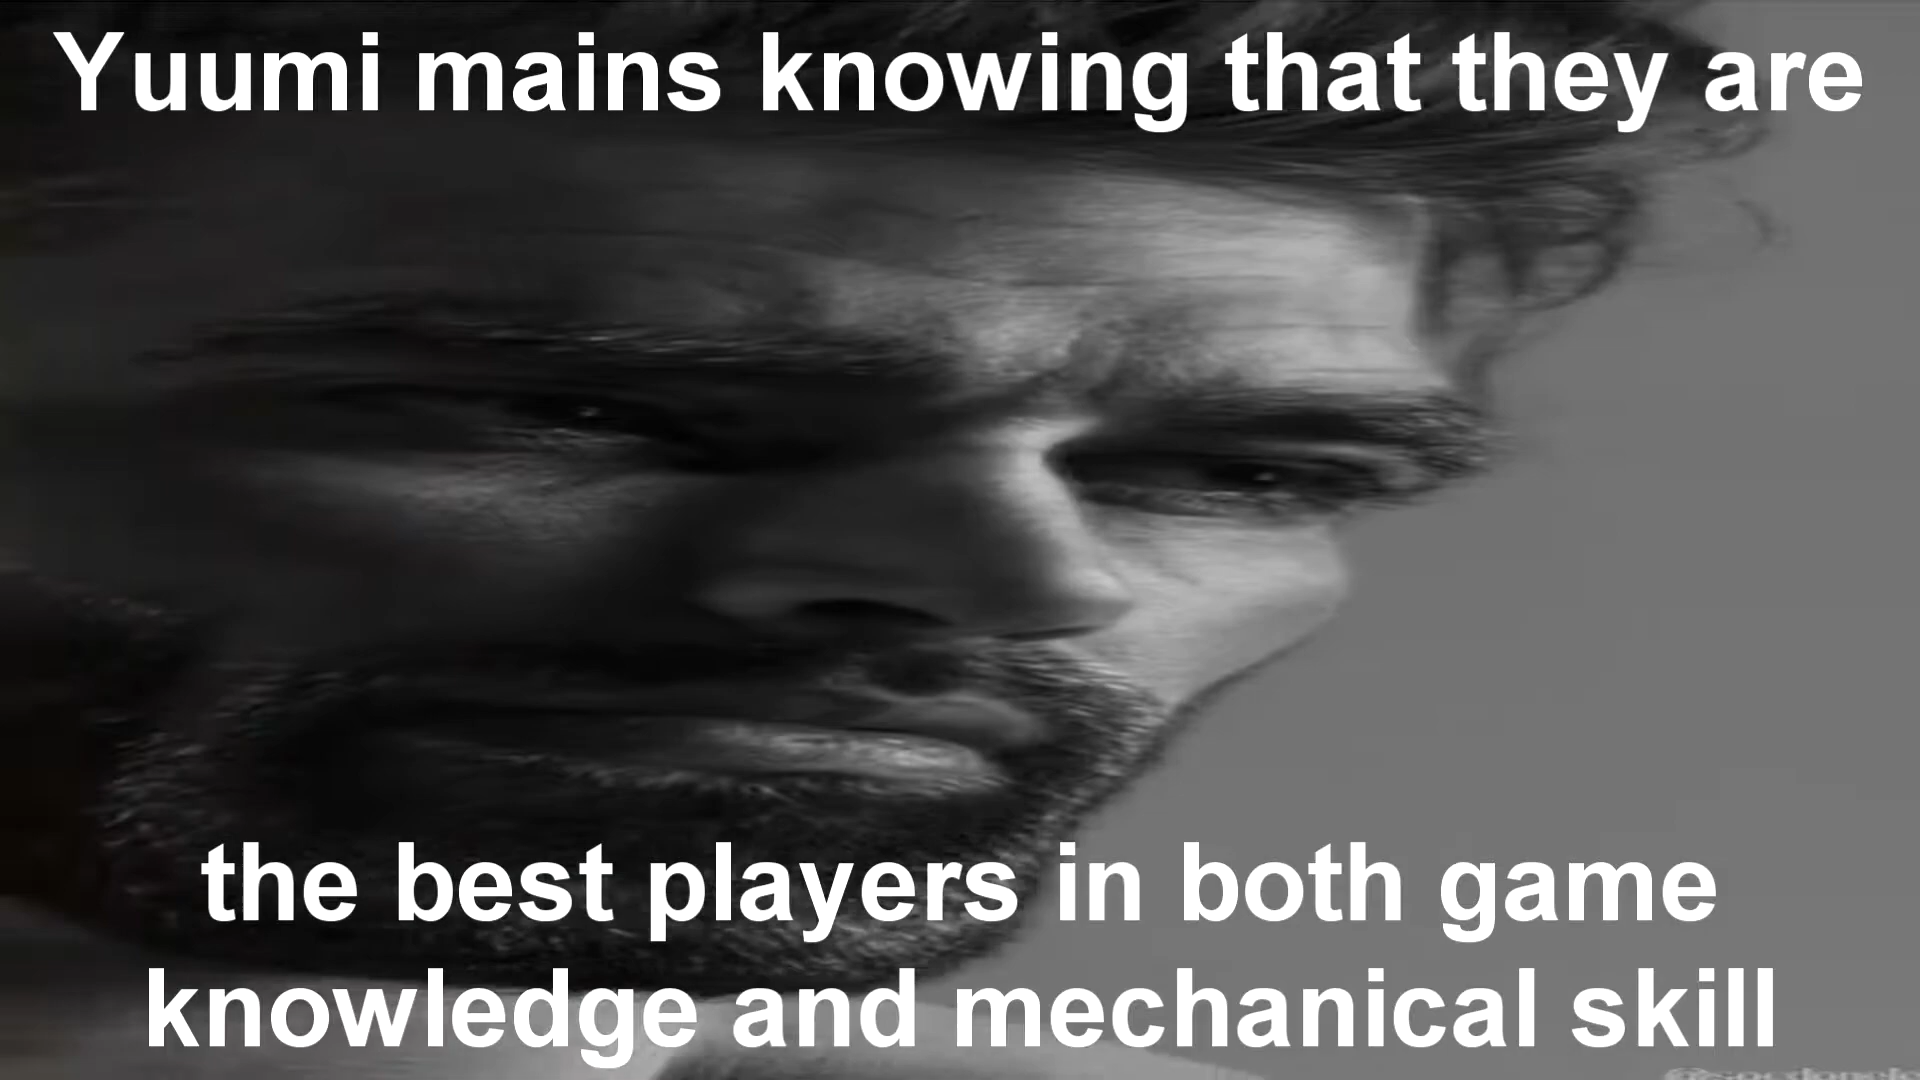 Yuumi mains knowing that they are
the best players in both game
knowledge and mechanical skill